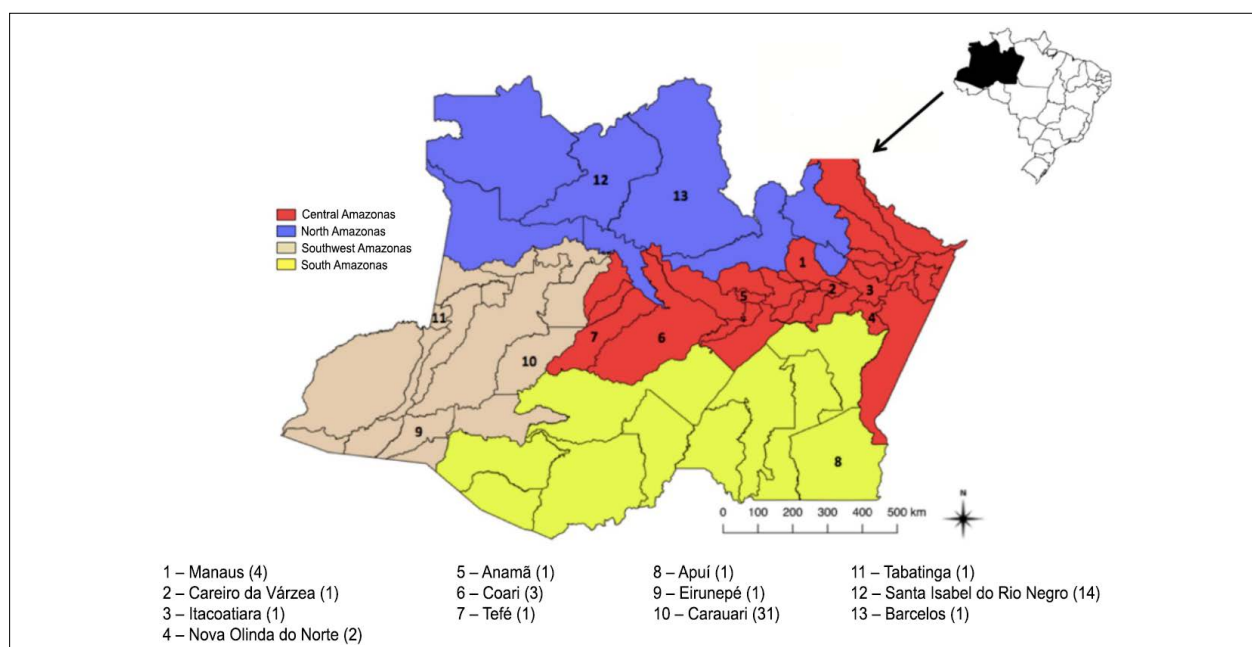 12
13
Central Amazonas
North Amazonas
Southwest Amazonas
South Amazonas
1
5
2
3
11
4
7
6
10
9
8
N
0 100 200 300 400 500 km
1 – Manaus (4)
2 – Careiro da Várzea (1)
3 – Itacoatiara (1)
4 – Nova Olinda do Norte (2)
5 – Anamã (1)
6 – Coari (3)
7 – Tefé (1)
8 – Apuí (1)
9 – Eirunepé (1)
10 – Carauari (31)
11 – Tabatinga (1)
12 – Santa Isabel do Rio Negro (14)
13 – Barcelos (1)